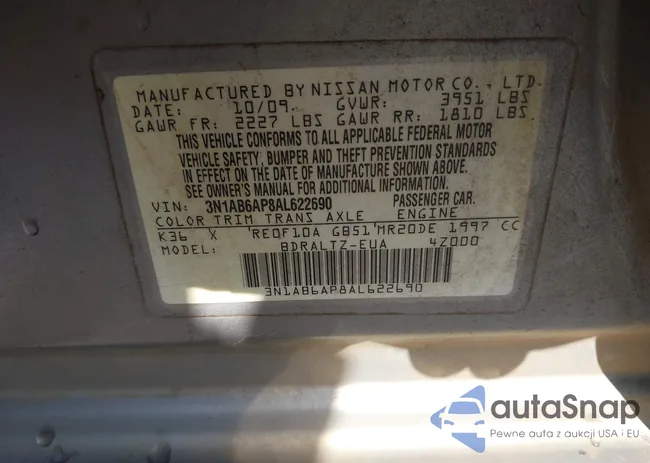 MANUFACTURED BY NISSAN MOTOR CO., LTD.
DATE: 10/09 GVWR: 3951 LBS
GAWR FR: 2227 LBS GAWR RR: 1810 LBS
THIS VEHICLE CONFORMS TO ALL APPLICABLE FEDERAL MOTOR
VEHICLE SAFETY, BUMPER AND THEFT PREVENTION STANDARDS
IN EFFECT ON THE DATE OF MANUFACTURE SHOWN ABOVE.
SEE OWNER'S MANUAL FOR ADDITIONAL INFORMATION.
VIN: 3N1AB6AP8AL622690 PASSENGER CAR.
COLOR TRIM TRANS AXLE ENGINE
K36 X 'RE0F10A GB51'MR20DE 1997 CC
MODEL: BDRALTZ-EUA 4Z000
3N1AB6AP8AL622690
autaSnap
Pewne auta z aukcji USA i EU